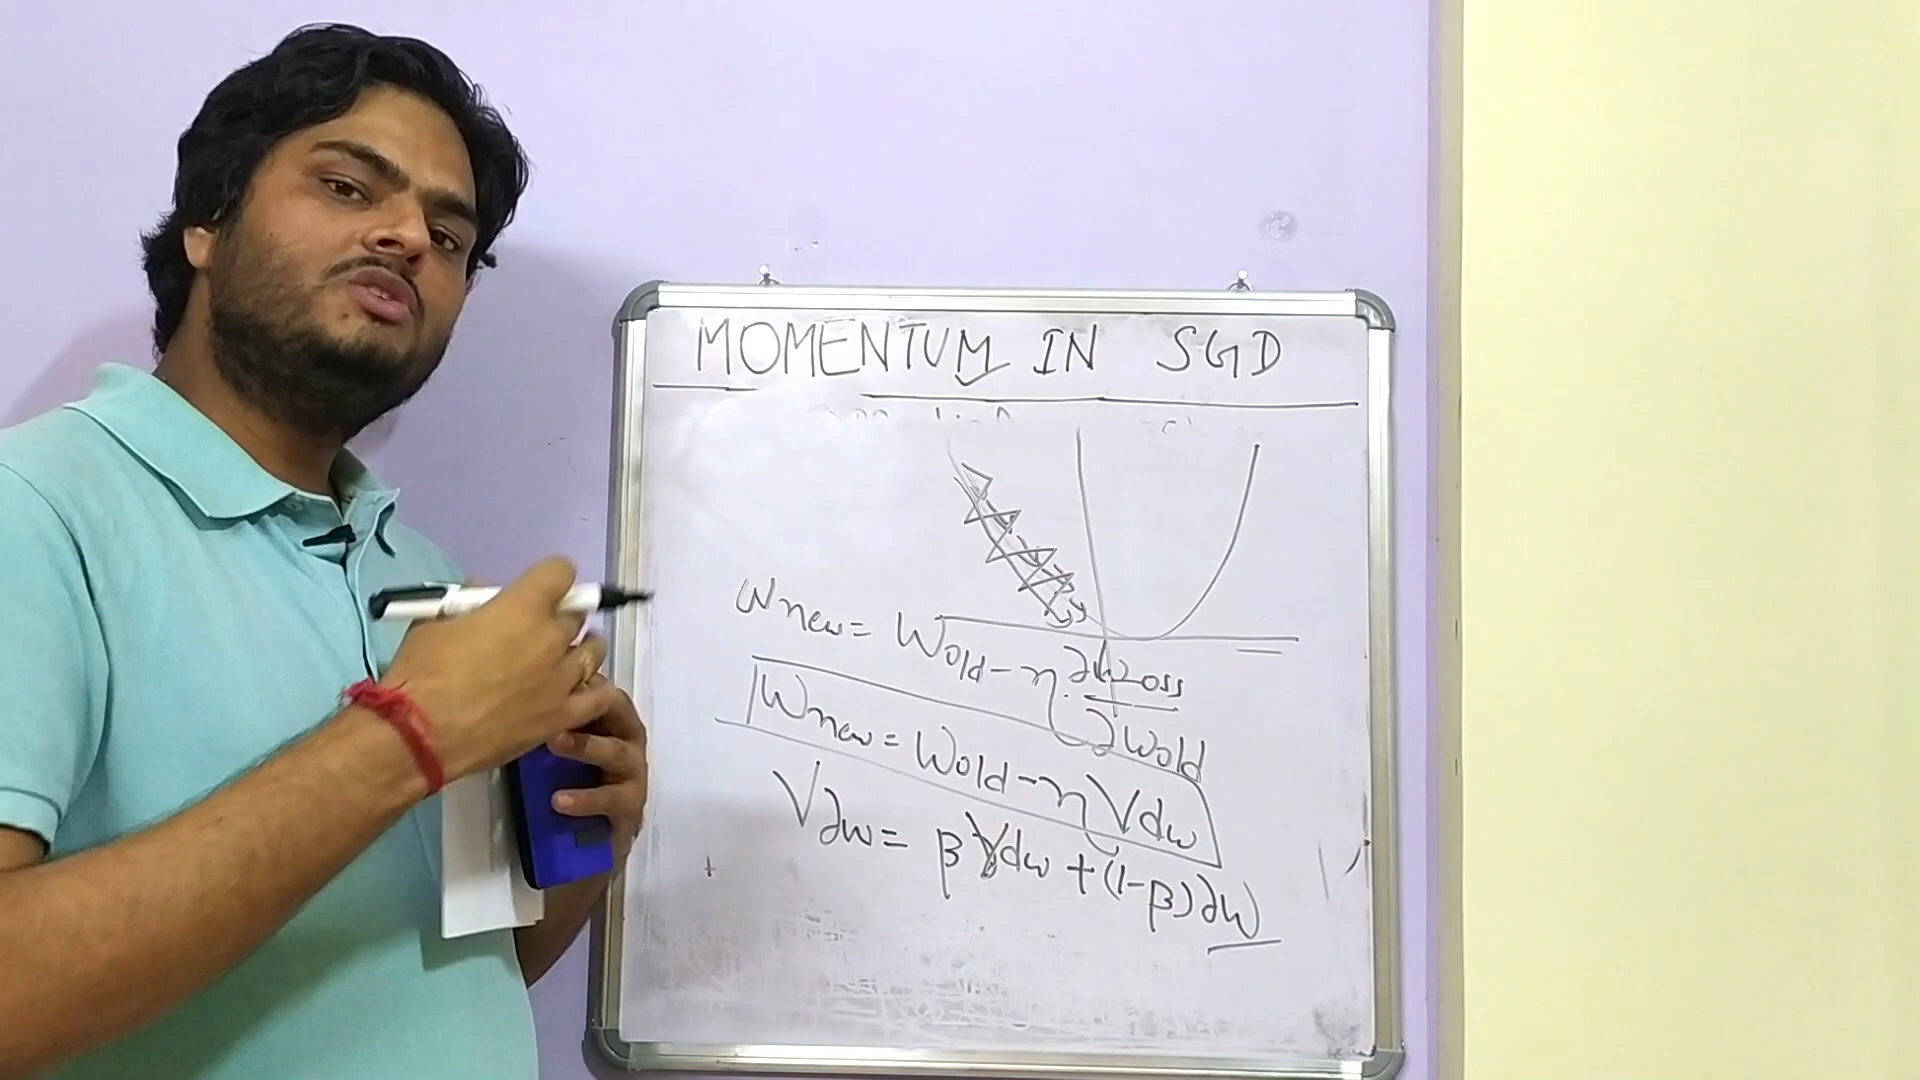 MOMENTUM IN SGD
Wnew = Wold - η . ∂Loss / ∂Wold
Wnew = Wold - η Vdw
V∂w = β Vdw + (1-β) ∂W